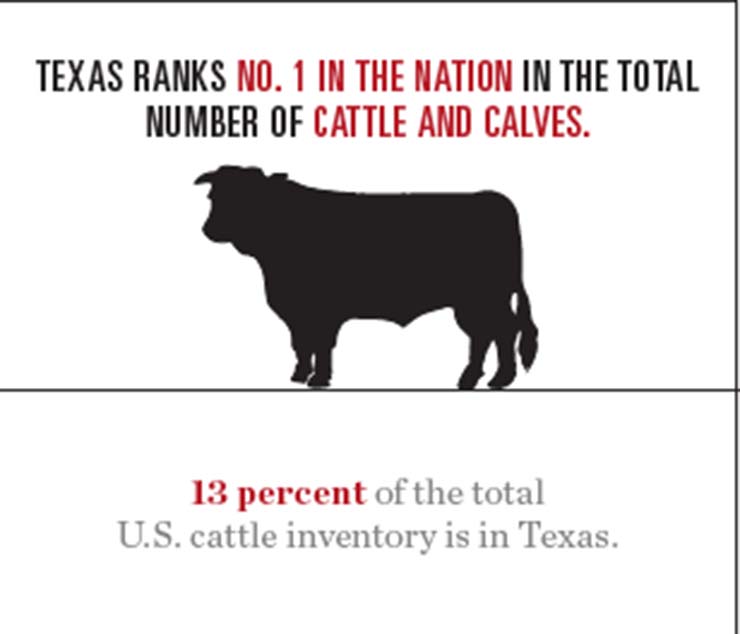 TEXAS RANKS NO. 1 IN THE NATION IN THE TOTAL
NUMBER OF CATTLE AND CALVES.
13 percent of the total
U.S. cattle inventory is in Texas.